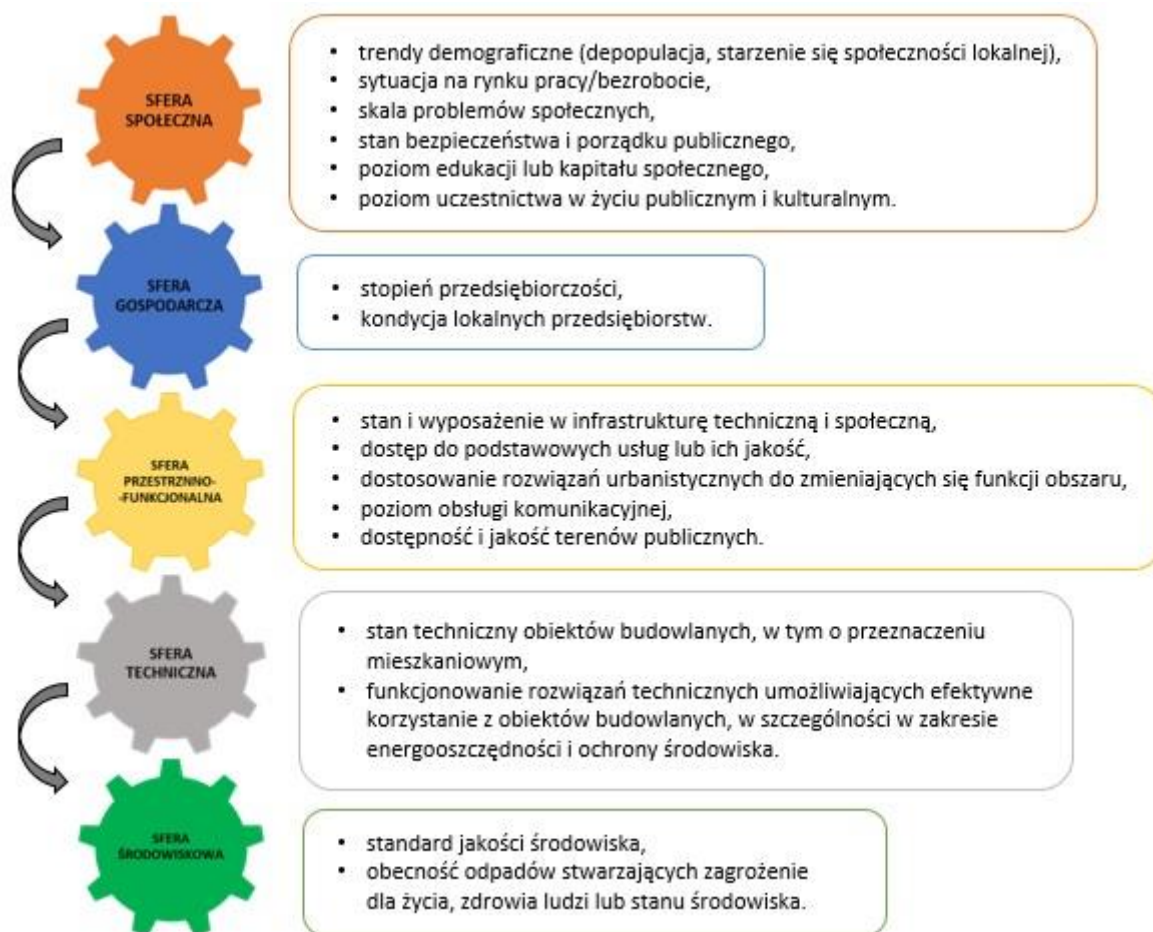 SFERA
SPOŁECZNA
• trendy demograficzne (depopulacja, starzenie się społeczności lokalnej),
• sytuacja na rynku pracy/bezrobocie,
• skala problemów społecznych,
• stan bezpieczeństwa i porządku publicznego,
• poziom edukacji lub kapitału społecznego,
• poziom uczestnictwa w życiu publicznym i kulturalnym.
SFERA
GOSPODARCZA
• stopień przedsiębiorczości,
• kondycja lokalnych przedsiębiorstw.
SFERA
PRZESTRZNNO-
-FUNKCJONALNA
• stan i wyposażenie w infrastrukturę techniczną i społeczną,
• dostęp do podstawowych usług lub ich jakość,
• dostosowanie rozwiązań urbanistycznych do zmieniających się funkcji obszaru,
• poziom obsługi komunikacyjnej,
• dostępność i jakość terenów publicznych.
SFERA
TECHNICZNA
• stan techniczny obiektów budowlanych, w tym o przeznaczeniu
mieszkaniowym,
• funkcjonowanie rozwiązań technicznych umożliwiających efektywne
korzystanie z obiektów budowlanych, w szczególności w zakresie
energooszczędności i ochrony środowiska.
SFERA
ŚRODOWISKOWA
• standard jakości środowiska,
• obecność odpadów stwarzających zagrożenie
dla życia, zdrowia ludzi lub stanu środowiska.